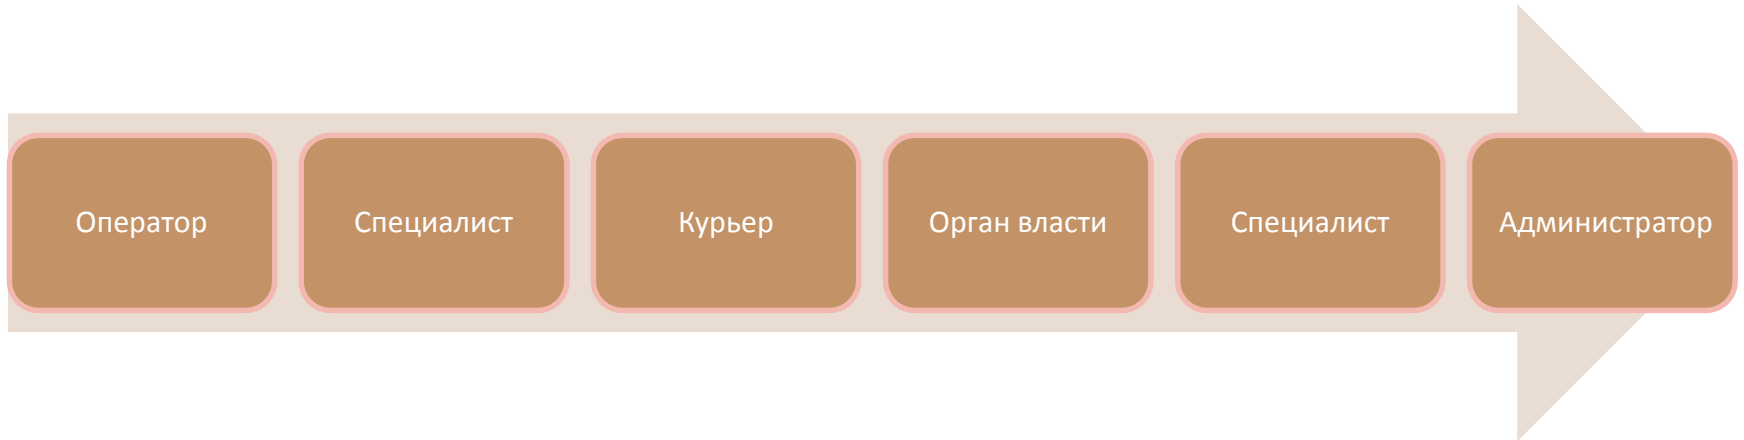 Оператор
Специалист
Курьер
Орган власти
Специалист
Администратор